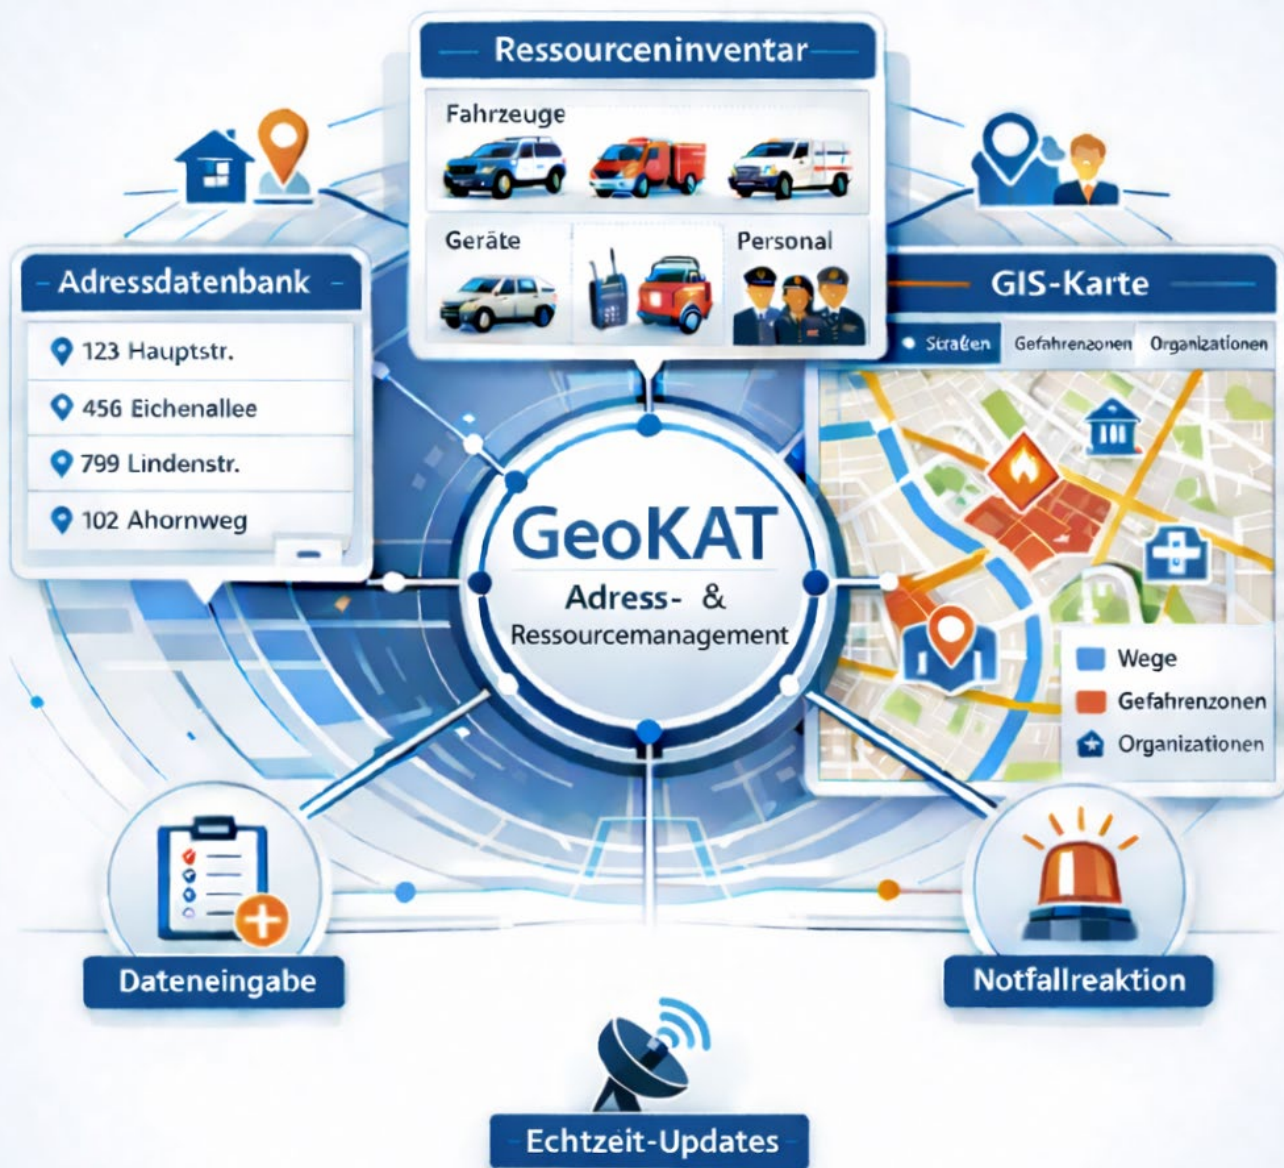 Ressourceninventar
Fahrzeuge
Geräte
Personal
Adressdatenbank
123 Hauptstr.
456 Eichenallee
799 Lindenstr.
102 Ahornweg
GIS-Karte
Straßen Gefahrenzonen Organizationen
GeoKAT
Adress- &
Ressourcemanagement
Wege
Gefahrenzonen
Organizationen
Dateneingabe
Notfallreaktion
Echtzeit-Updates